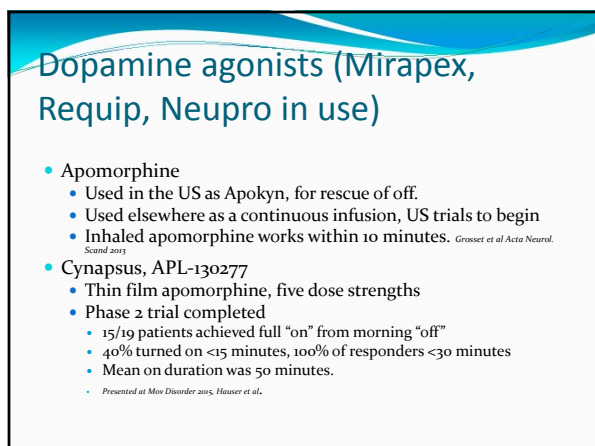 Dopamine agonists (Mirapex,
Requip, Neupro in use)
• Apomorphine
• Used in the US as Apokyn, for rescue of off.
• Used elsewhere as a continuous infusion, US trials to begin
• Inhaled apomorphine works within 10 minutes. Grosset et al Acta Neurol.
Scand 2013
• Cynapsus, APL-130277
• Thin film apomorphine, five dose strengths
• Phase 2 trial completed
• 15/19 patients achieved full “on” from morning “off”
• 40% turned on <15 minutes, 100% of responders <30 minutes
• Mean on duration was 50 minutes.
• Presented at Mov Disorder 2015, Hauser et al.